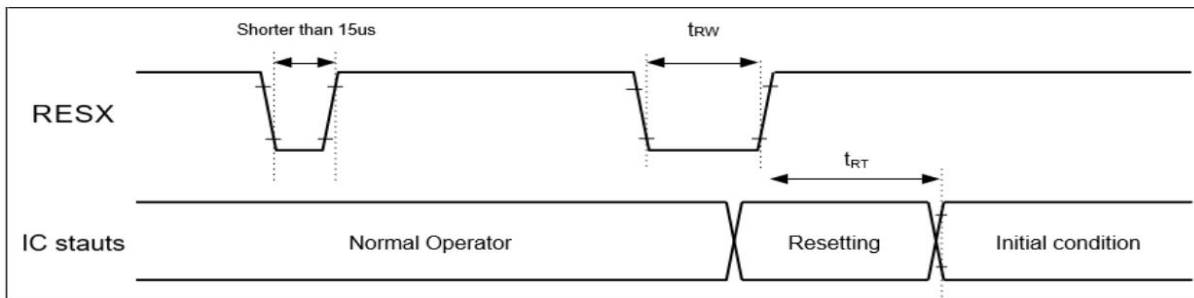 Shorter than 15us
tRW
RESX
tRT
IC stauts
Normal Operator
Resetting
Initial condition